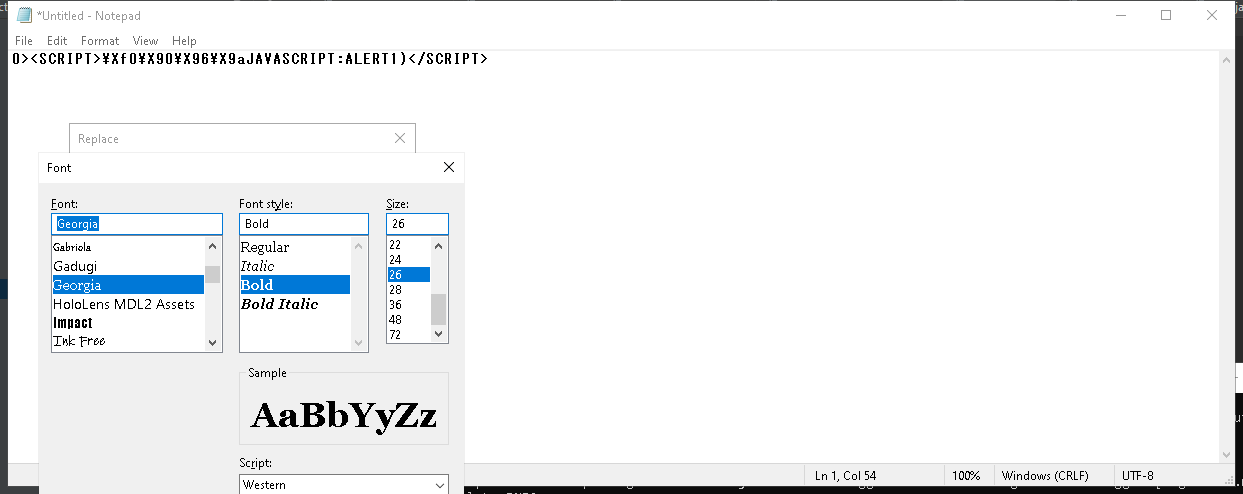 *Untitled - Notepad
File Edit Format View Help
0><SCRIPT>¥Xf0¥X90¥X96¥X9aJAVASCRIPT:ALERT1)</SCRIPT>
Replace
Font
Font: Font style: Size:
Georgia Bold 26
Gabriola
Gadugi
Georgia
HoloLens MDL2 Assets
Impact
Ink Free
Regular
Italic
Bold
Bold Italic
22
24
26
28
36
48
72
Sample
AaBbYyZz
Script:
Western
Ln 1, Col 54 100% Windows (CRLF) UTF-8